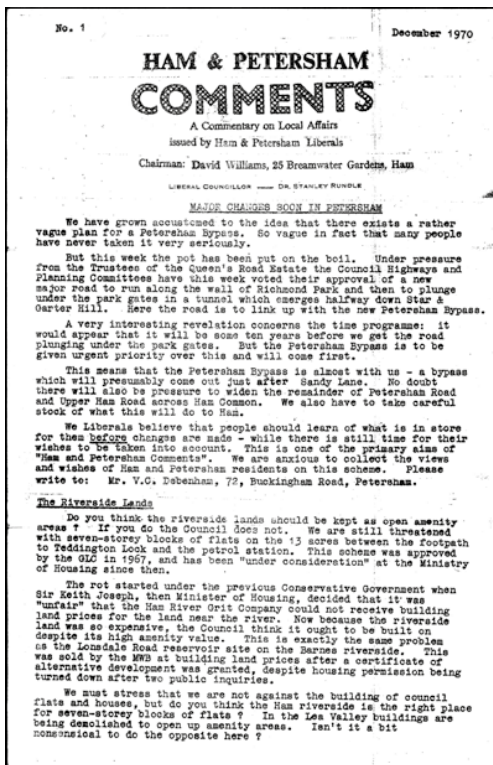 No. 1
December 1970
HAM & PETERSHAM
COMMENTS
A Commentary on Local Affairs
issued by Ham & Petersham Liberals
Chairman: David Williams, 25 Breamwater Gardens, Ham
LIBERAL COUNCILLOR —— DR. STANLEY RUNDLE
MAJOR CHANGES SOON IN PETERSHAM
We have grown accustomed to the idea that there exists a rather
vague plan for a Petersham Bypass. So vague in fact that many people
have never taken it very seriously.
But this week the pot has been put on the boil. Under pressure
from the Trustees of the Queen's Road Estate the Council Highways and
Planning Committees have this week voted their approval of a new
major road to run along the wall of Richmond Park and then to plunge
under the park gates in a tunnel which emerges halfway down Star &
Garter Hill. Here the road is to link up with the new Petersham Bypass.
A very interesting revelation concerns the time programme: it
would appear that it will be some ten years before we get the road
plunging under the park gates. But the Petersham Bypass is to be
given urgent priority over this and will come first.
This means that the Petersham Bypass is almost with us - a bypass
which will presumably come out just after Sandy Lane. No doubt
there will also be pressure to widen the remainder of Petersham Road
and Upper Ham Road across Ham Common. We also have to take careful
stock of what this will do to Ham.
We Liberals believe that people should learn of what is in store
for them before changes are made - while there is still time for their
wishes to be taken into account. This is one of the primary aims of
"Ham and Petersham Comments". We are anxious to collect the views
and wishes of Ham and Petersham residents on this scheme. Please
write to: Mr. V.C. Debenham, 72, Buckingham Road, Petersham.
The Riverside Lands
Do you think the riverside lands should be kept as open amenity
areas ? If you do the Council does not. We are still threatened
with seven-storey blocks of flats on the 13 acres between the footpath
to Teddington Lock and the petrol station. This scheme was approved
by the GLC in 1967, and has been "under consideration" at the Ministry
of Housing since then.
The rot started under the previous Conservative Government when
Sir Keith Joseph, then Minister of Housing, decided that it was
"unfair" that the Ham River Grit Company could not receive building
land prices for the land near the river. Now because the riverside
land was so expensive, the Council think it ought to be built on
despite its high amenity value. This is exactly the same problem
as the Lonsdale Road reservoir site on the Barnes riverside. This
was sold by the MWB at building land prices after a certificate of
alternative development was granted, despite housing permission being
turned down after two public inquiries.
We must stress that we are not against the building of council
flats and houses, but do you think the Ham riverside is the right place
for seven-storey blocks of flats ? In the Lea Valley buildings are
being demolished to open up amenity areas. Isn't it a bit
nonsensical to do the opposite here ?